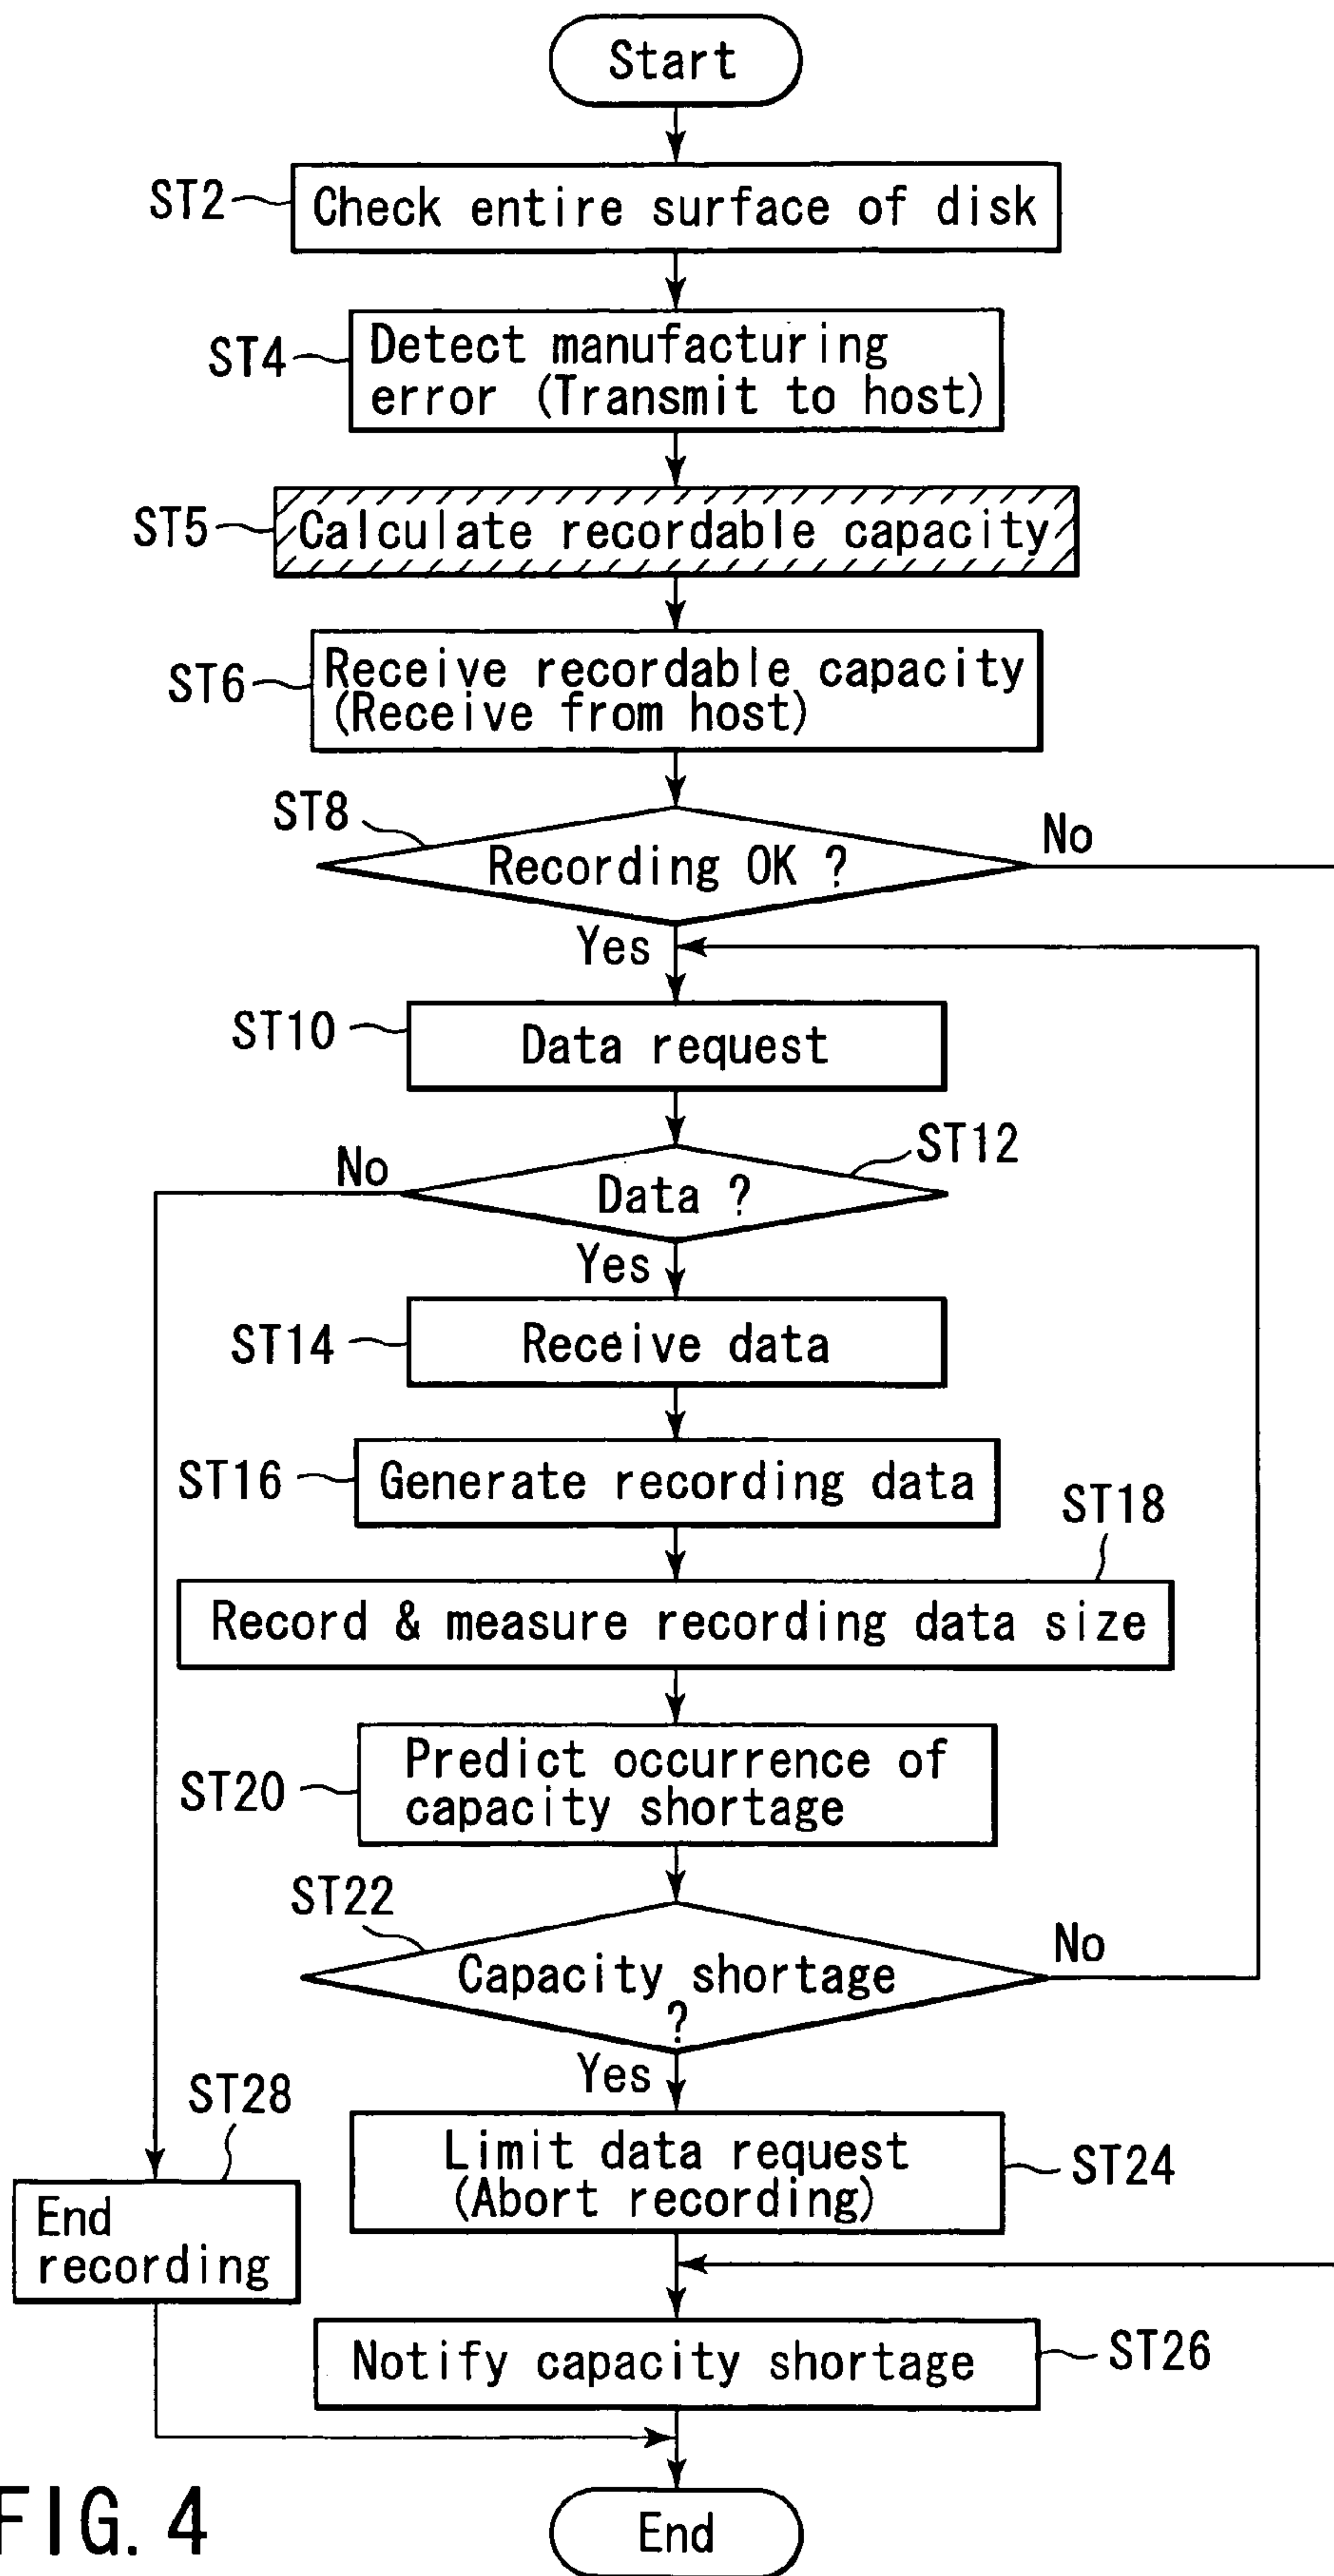 Start
ST2
Check entire surface of disk
ST4
Detect manufacturing
error (Transmit to host)
ST5
Calculate recordable capacity
ST6
Receive recordable capacity
(Receive from host)
ST8
Recording OK ?
No
Yes
ST10
Data request
ST12
No
Data ?
Yes
ST14
Receive data
ST16
Generate recording data
ST18
Record & measure recording data size
ST20
Predict occurrence of
capacity shortage
ST22
No
Capacity shortage
?
Yes
ST28
Limit data request
(Abort recording)
ST24
End
recording
Notify capacity shortage
ST26
End
FIG. 4